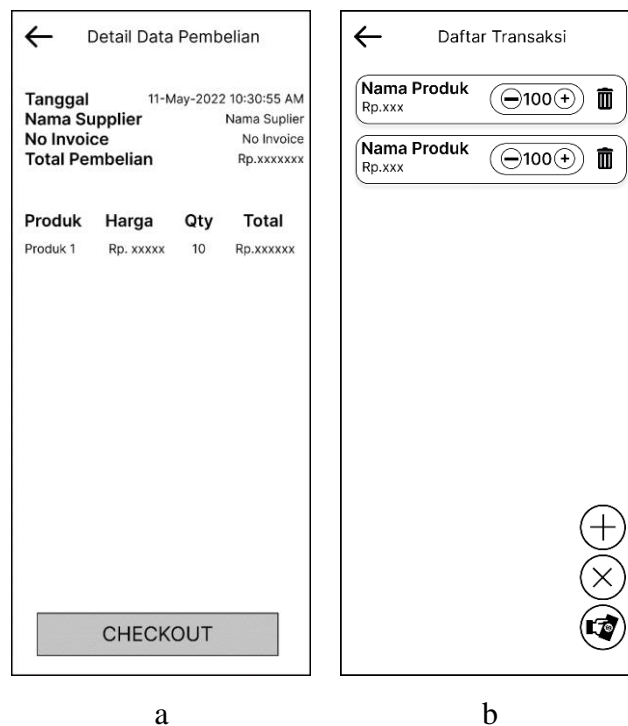 Detail Data Pembelian
Tanggal 11-May-2022 10:30:55 AM
Nama Supplier Nama Suplier
No Invoice No Invoice
Total Pembelian Rp.xxxxxxx
Produk Harga Qty Total
Produk 1 Rp. xxxxx 10 Rp.xxxxxx
CHECKOUT
a
Daftar Transaksi
Nama Produk
Rp.xxx
100
Nama Produk
Rp.xxx
100
b